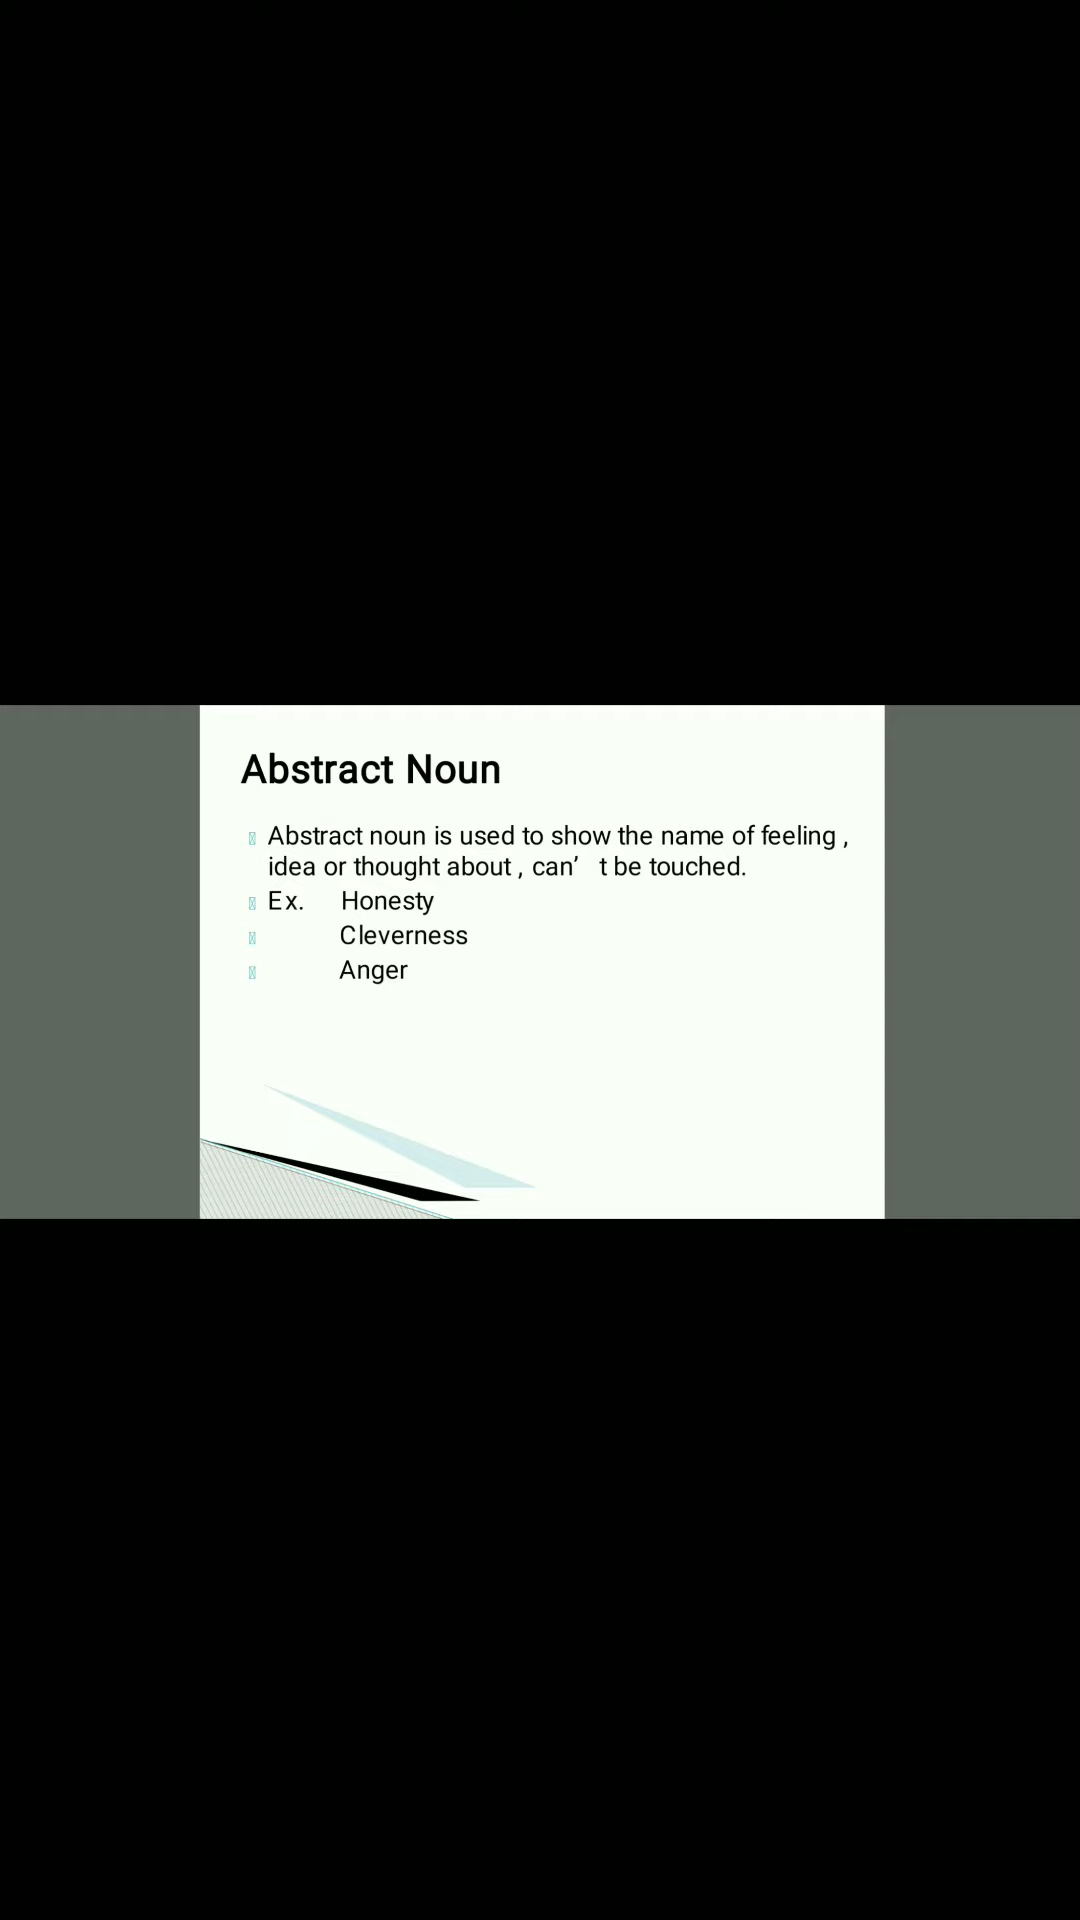 Abstract Noun
Abstract noun is used to show the name of feeling ,
idea or thought about , can’ t be touched.
Ex. Honesty
Cleverness
Anger